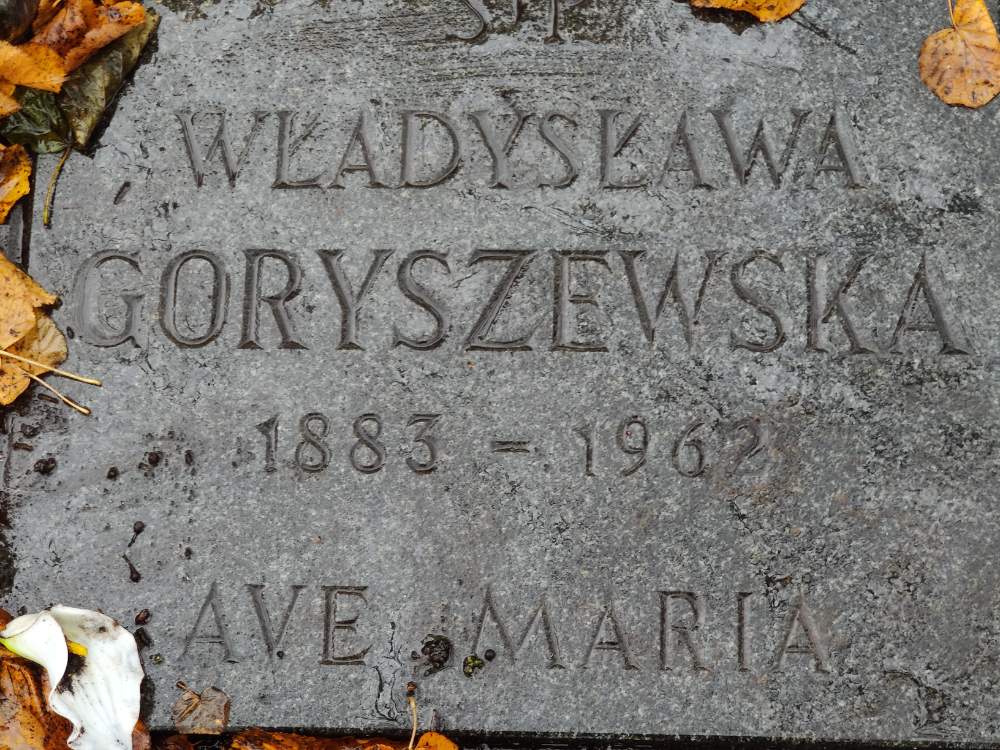 WŁADYSŁAWA
GORYSZEWSKA
1883 – 1962
AVE MARIA